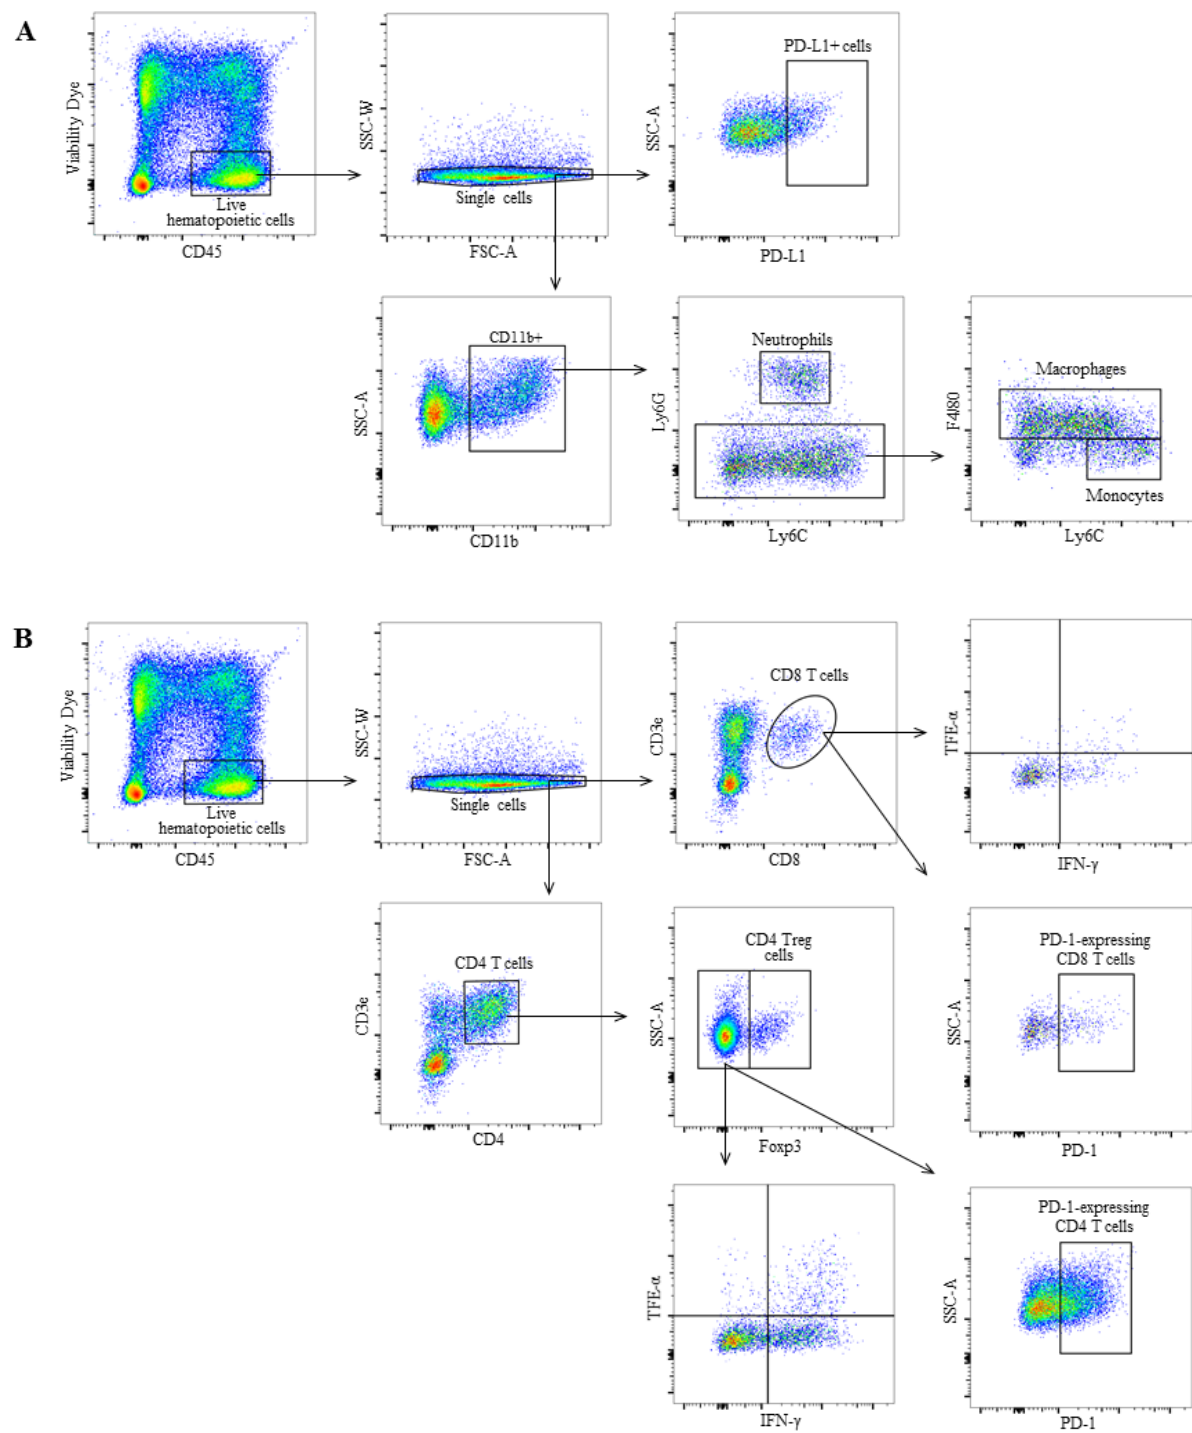 A
Viability Dye
Live
hematopoietic cells
CD45
SSC-W
Single cells
FSC-A
SSC-A
PD-L1+ cells
PD-L1
SSC-A
CD11b+
CD11b
Ly6G
Neutrophils
Ly6C
F4/80
Macrophages
Monocytes
Ly6C
B
Viability Dye
Live
hematopoietic cells
CD45
SSC-W
Single cells
FSC-A
CD3e
CD8 T cells
CD8
TFE-α
IFN-γ
CD3e
CD4 T cells
CD4
SSC-A
CD4 Treg
cells
Foxp3
SSC-A
PD-1-expressing
CD8 T cells
PD-1
TFE-α
IFN-γ
SSC-A
PD-1-expressing
CD4 T cells
PD-1